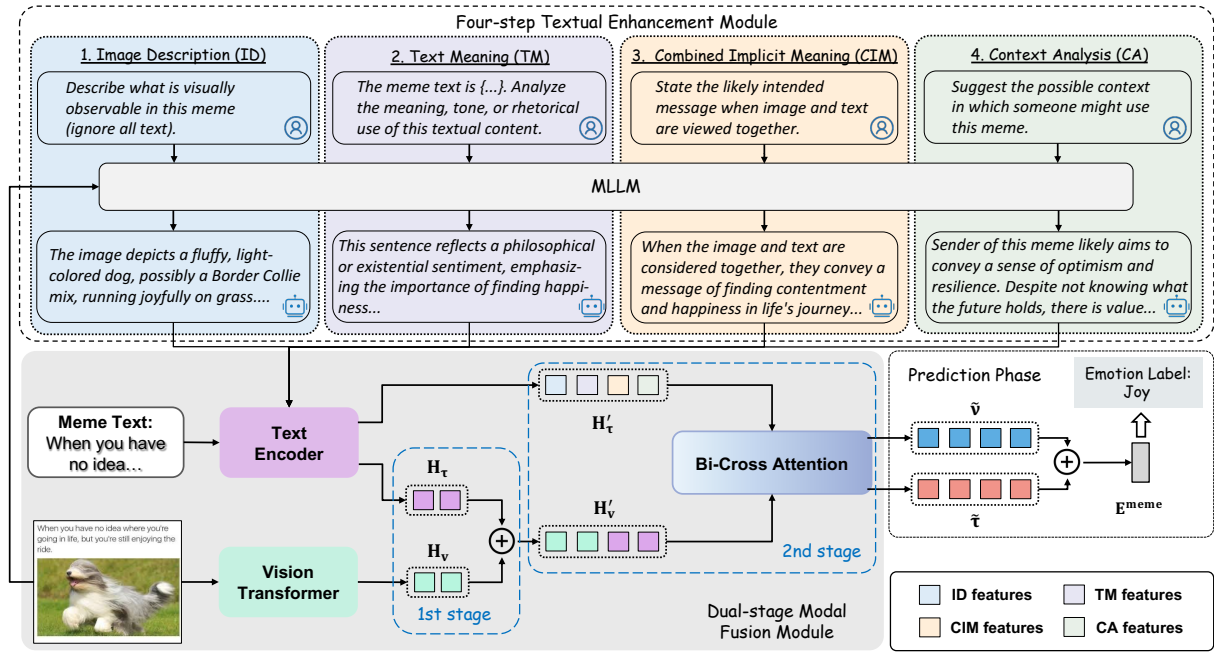 Four-step Textual Enhancement Module
1. Image Description (ID)
Describe what is visually
observable in this meme
(ignore all text).
2. Text Meaning (TM)
The meme text is {...}. Analyze
the meaning, tone, or rhetorical
use of this textual content.
3. Combined Implicit Meaning (CIM)
State the likely intended
message when image and text
are viewed together.
4. Context Analysis (CA)
Suggest the possible context
in which someone might use
this meme.
MLLM
The image depicts a fluffy, light-
colored dog, possibly a Border Collie
mix, running joyfully on grass....
This sentence reflects a philosophical
or existential sentiment, emphasiz-
ing the importance of finding happi-
ness...
When the image and text are
considered together, they convey a
message of finding contentment
and happiness in life's journey...
Sender of this meme likely aims to
convey a sense of optimism and
resilience. Despite not knowing what
the future holds, there is value...
Meme Text:
When you have
no idea...
Text
Encoder
When you have no idea where you're
going in life, but you're still enjoying the
ride.
Vision
Transformer
H_τ
H_v
1st stage
H'_τ
H'_v
Bi-Cross Attention
2nd stage
Dual-stage Modal
Fusion Module
Prediction Phase
Emotion Label:
Joy
ṽ
τ̃
E^meme
ID features
TM features
CIM features
CA features